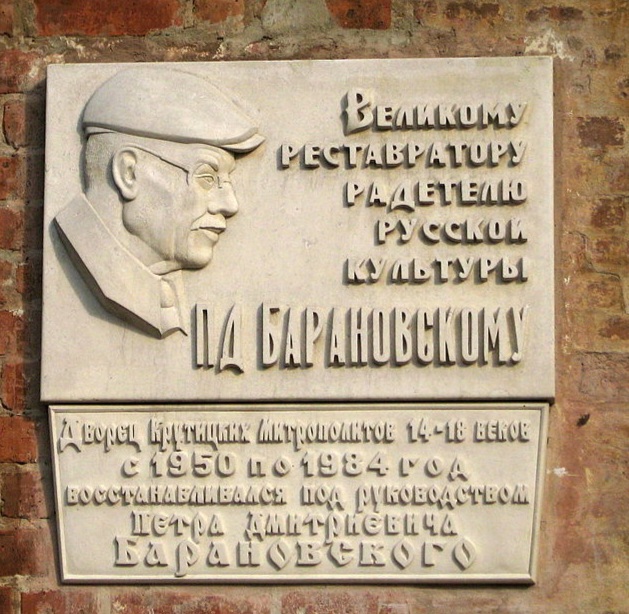 Великому
реставратору
радетелю
русской
культуры
П.Д Барановскому
Дворец Крутицких Митрополитов 14-18 веков
с 1950 по 1984 год
восстанавливался под руководством
Петра Дмитриевича
Барановского